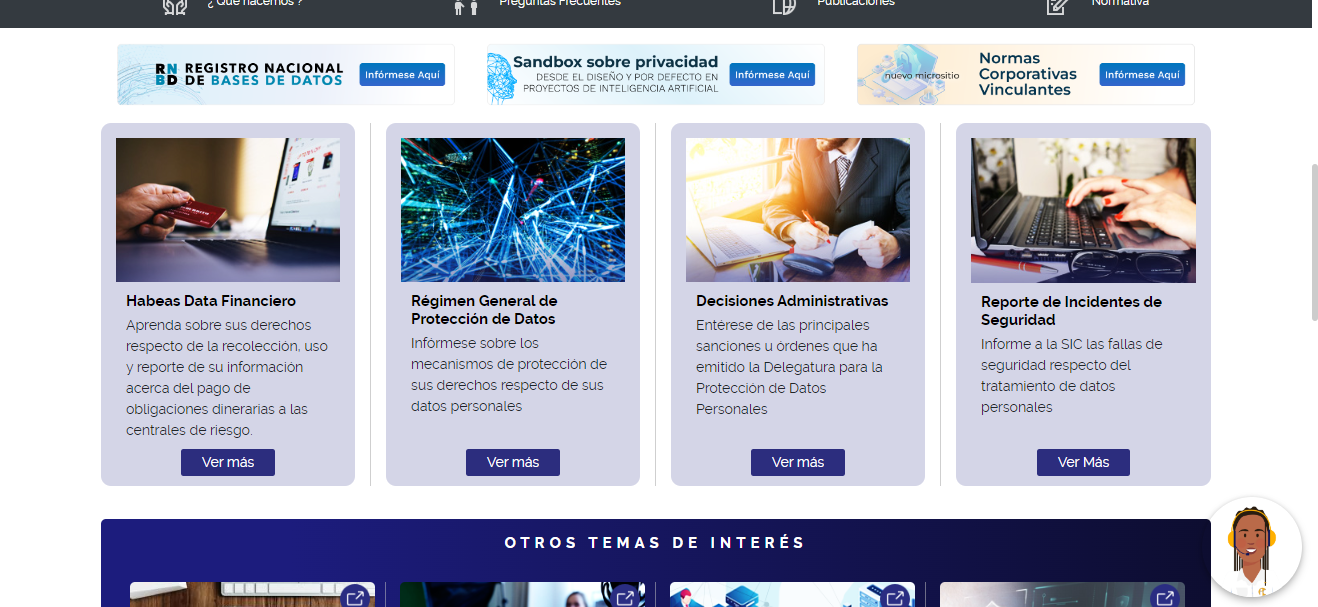 ¿ Qué hacemos ?
Preguntas Frecuentes
Publicaciones
Normativa
RN REGISTRO NACIONAL
BD DE BASES DE DATOS
Infórmese Aquí
Sandbox sobre privacidad
DESDE EL DISEÑO Y POR DEFECTO EN
PROYECTOS DE INTELIGENCIA ARTIFICIAL
Infórmese Aquí
nuevo micrositio
Normas
Corporativas
Vinculantes
Infórmese Aquí
Habeas Data Financiero
Aprenda sobre sus derechos
respecto de la recolección, uso
y reporte de su información
acerca del pago de
obligaciones dinerarias a las
centrales de riesgo.
Ver más
Régimen General de
Protección de Datos
Infórmese sobre los
mecanismos de protección de
sus derechos respecto de sus
datos personales
Ver más
Decisiones Administrativas
Entérese de las principales
sanciones u órdenes que ha
emitido la Delegatura para la
Protección de Datos
Personales
Ver más
Reporte de Incidentes de
Seguridad
Informe a la SIC las fallas de
seguridad respecto del
tratamiento de datos
personales
Ver Más
OTROS TEMAS DE INTERÉS